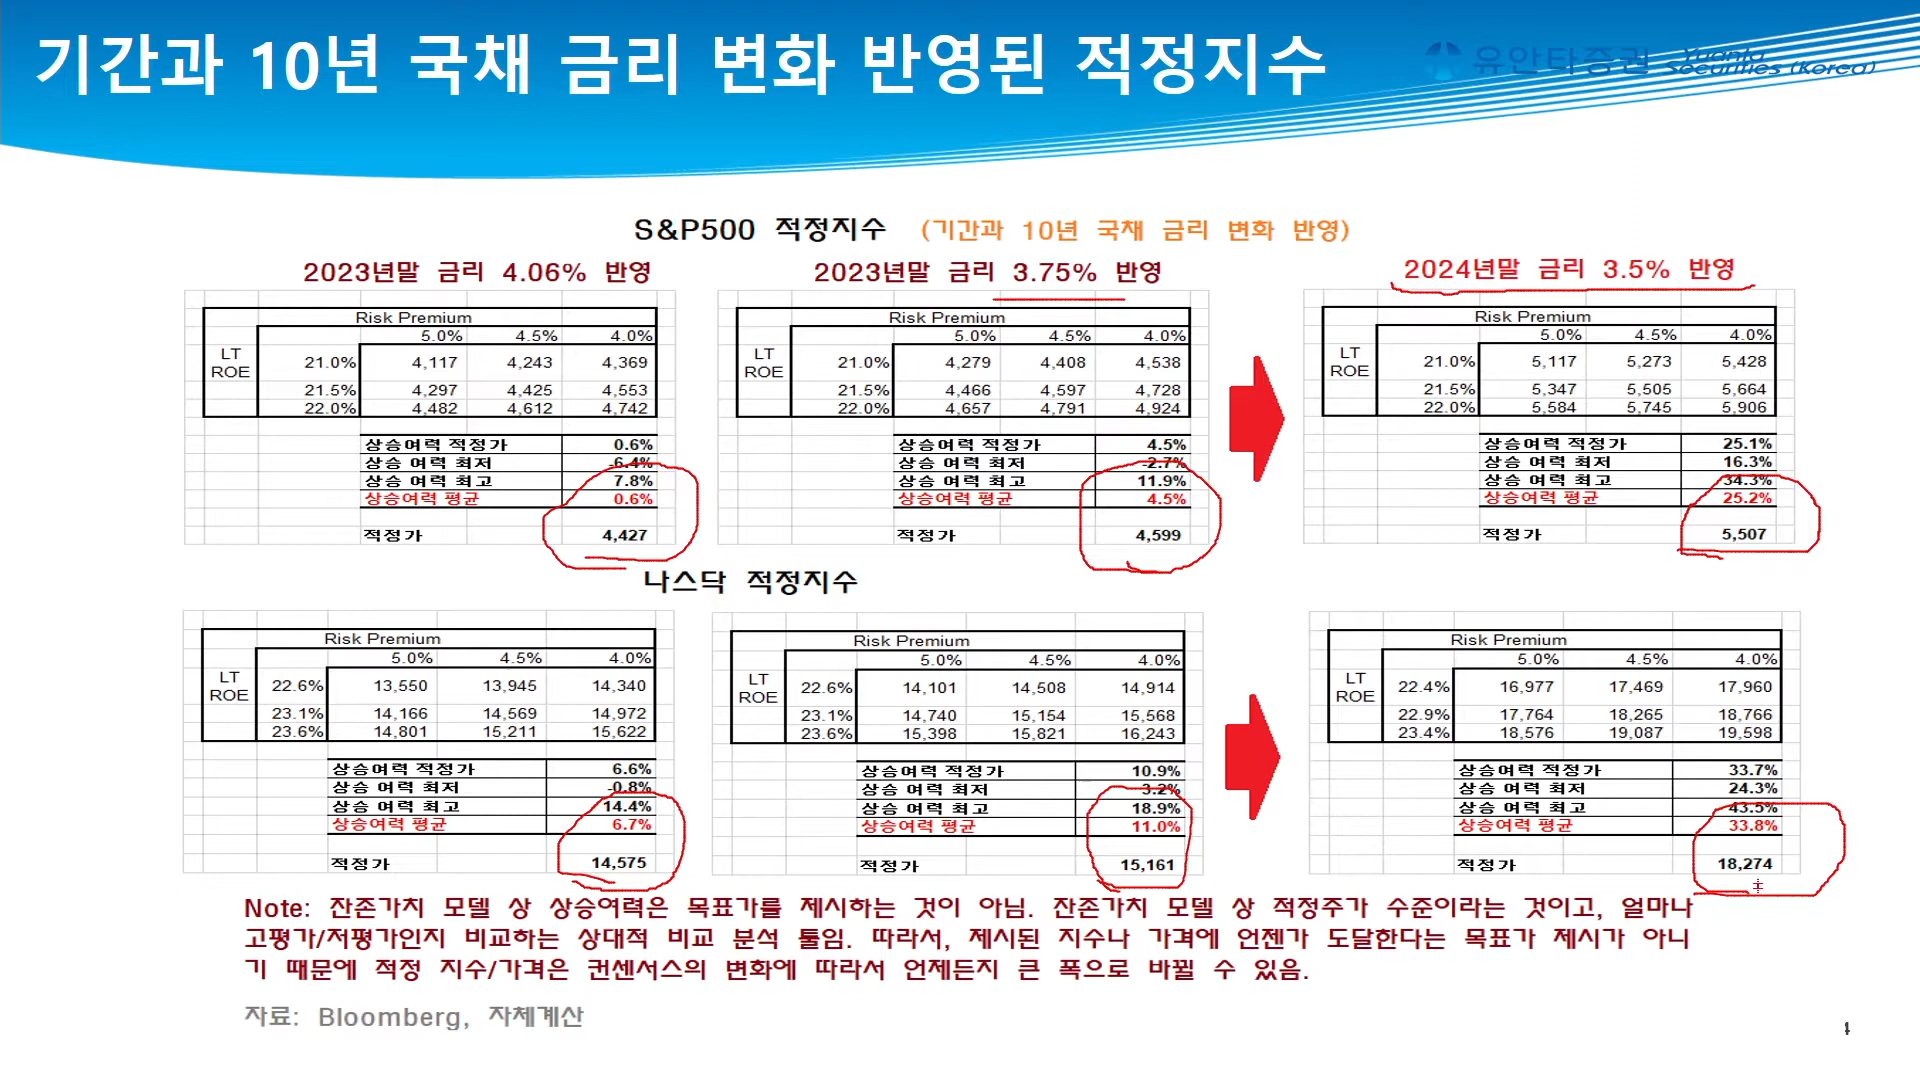 기간과 10년 국채 금리 변화 반영된 적정지수
유안타증권 Yuanta Securities (Korea)
S&P500 적정지수 (기간과 10년 국채 금리 변화 반영)
2023년말 금리 4.06% 반영
Risk Premium
5.0% 4.5% 4.0%
LT ROE
21.0% 4,117 4,243 4,369
21.5% 4,297 4,425 4,553
22.0% 4,482 4,612 4,742
상승여력 적정가 0.6%
상승 여력 최저 -6.4%
상승 여력 최고 7.8%
상승여력 평균 0.6%
적정가 4,427
2023년말 금리 3.75% 반영
Risk Premium
5.0% 4.5% 4.0%
LT ROE
21.0% 4,279 4,408 4,538
21.5% 4,466 4,597 4,728
22.0% 4,657 4,791 4,924
상승여력 적정가 4.5%
상승 여력 최저 -2.7%
상승 여력 최고 11.9%
상승여력 평균 4.5%
적정가 4,599
2024년말 금리 3.5% 반영
Risk Premium
5.0% 4.5% 4.0%
LT ROE
21.0% 5,117 5,273 5,428
21.5% 5,347 5,505 5,664
22.0% 5,584 5,745 5,906
상승여력 적정가 25.1%
상승 여력 최저 16.3%
상승 여력 최고 34.3%
상승여력 평균 25.2%
적정가 5,507
나스닥 적정지수
Risk Premium
5.0% 4.5% 4.0%
LT ROE
22.6% 13,550 13,945 14,340
23.1% 14,166 14,569 14,972
23.6% 14,801 15,211 15,622
상승여력 적정가 6.6%
상승 여력 최저 -0.8%
상승 여력 최고 14.4%
상승여력 평균 6.7%
적정가 14,575
Risk Premium
5.0% 4.5% 4.0%
LT ROE
22.6% 14,101 14,508 14,914
23.1% 14,740 15,154 15,568
23.6% 15,398 15,821 16,243
상승여력 적정가 10.9%
상승 여력 최저 3.2%
상승 여력 최고 18.9%
상승여력 평균 11.0%
적정가 15,161
Risk Premium
5.0% 4.5% 4.0%
LT ROE
22.4% 16,977 17,469 17,960
22.9% 17,764 18,265 18,766
23.4% 18,576 19,087 19,598
상승여력 적정가 33.7%
상승 여력 최저 24.3%
상승 여력 최고 43.5%
상승여력 평균 33.8%
적정가 18,274
Note: 잔존가치 모델 상 상승여력은 목표가를 제시하는 것이 아님. 잔존가치 모델 상 적정주가 수준이라는 것이고, 얼마나
고평가/저평가인지 비교하는 상대적 비교 분석 툴임. 따라서, 제시된 지수나 가격에 언젠가 도달한다는 목표가 제시가 아니
기 때문에 적정 지수/가격은 컨센서스의 변화에 따라서 언제든지 큰 폭으로 바뀔 수 있음.
자료: Bloomberg, 자체계산